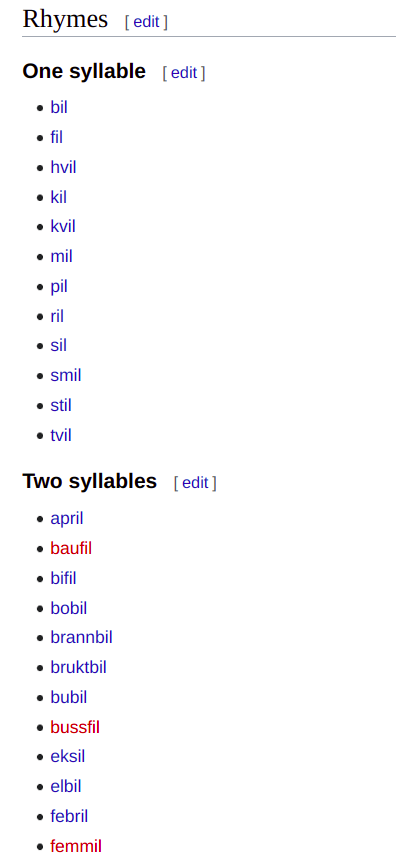 Rhymes [ edit ]
One syllable [ edit ]
bil
fil
hvil
kil
kvil
mil
pil
ril
sil
smil
stil
tvil
Two syllables [ edit ]
april
baufil
bifil
bobil
brannbil
bruktbil
bubil
bussfil
eksil
elbil
febril
femmil